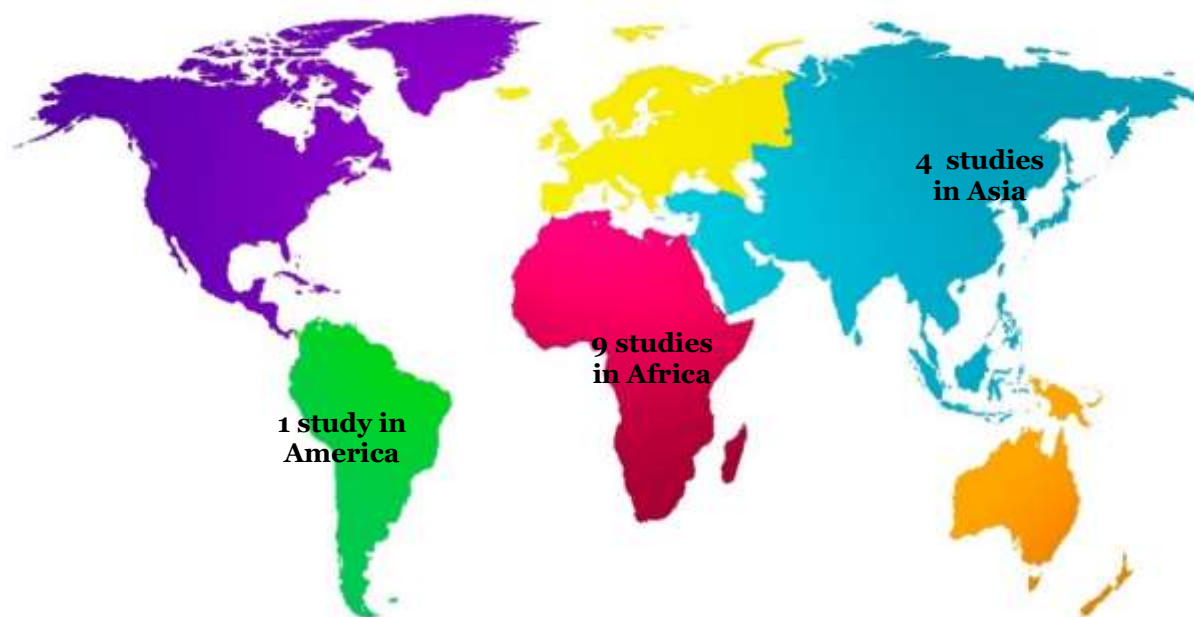 4 studies
in Asia
9 studies
in Africa
1 study in
America